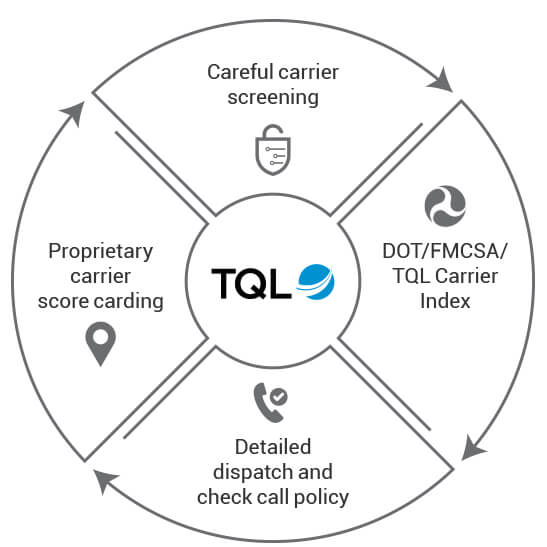 Careful carrier
screening
DOT/FMCSA/
TQL Carrier
Index
Detailed
dispatch and
check call policy
Proprietary
carrier
score carding
TQL